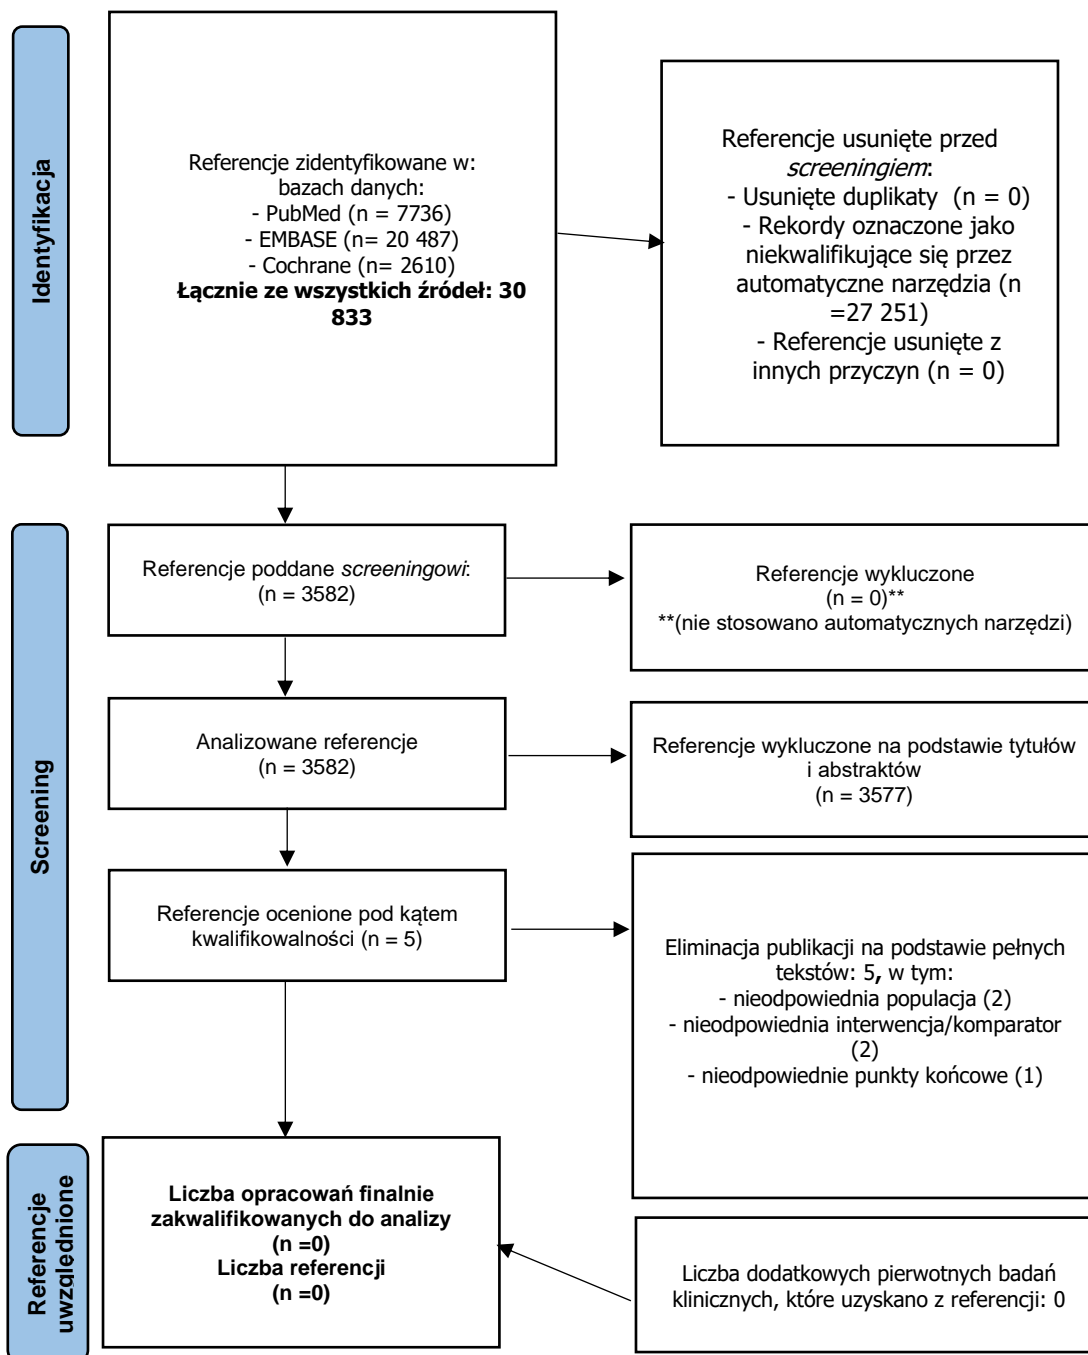 Identyfikacja
Referencje zidentyfikowane w:
bazach danych:
- PubMed (n = 7736)
- EMBASE (n= 20 487)
- Cochrane (n= 2610)
Łącznie ze wszystkich źródeł: 30
833
Referencje usunięte przed
screeningiem:
- Usunięte duplikaty (n = 0)
- Rekordy oznaczone jako
niekwalifikujące się przez
automatyczne narzędzia (n
=27 251)
- Referencje usunięte z
innych przyczyn (n = 0)
Screening
Referencje poddane screeningowi:
(n = 3582)
Referencje wykluczone
(n = 0)**
**(nie stosowano automatycznych narzędzi)
Analizowane referencje
(n = 3582)
Referencje wykluczone na podstawie tytułów
i abstraktów
(n = 3577)
Referencje ocenione pod kątem
kwalifikowalności (n = 5)
Eliminacja publikacji na podstawie pełnych
tekstów: 5, w tym:
- nieodpowiednia populacja (2)
- nieodpowiednia interwencja/komparator
(2)
- nieodpowiednie punkty końcowe (1)
Referencje
uwzględnione
Liczba opracowań finalnie
zakwalifikowanych do analizy
(n =0)
Liczba referencji
(n =0)
Liczba dodatkowych pierwotnych badań
klinicznych, które uzyskano z referencji: 0